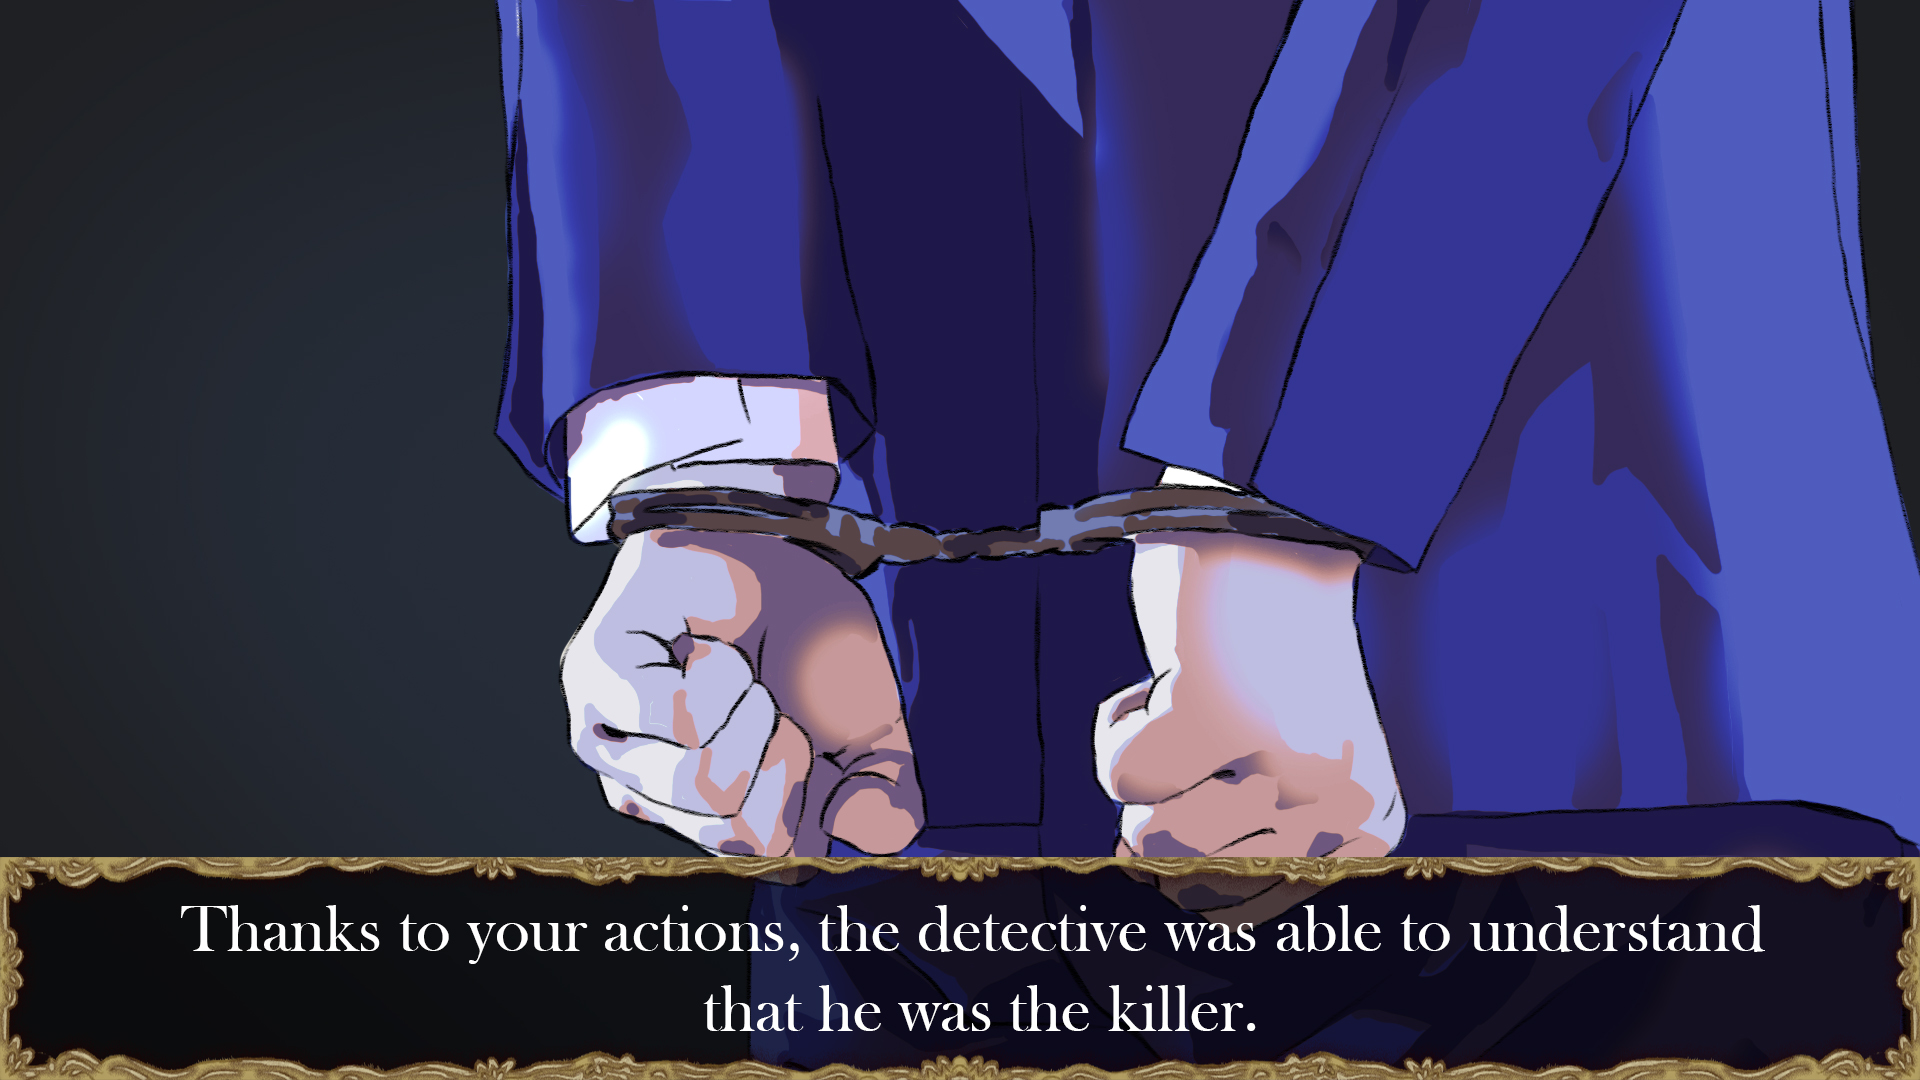 Thanks to your actions, the detective was able to understand
that he was the killer.